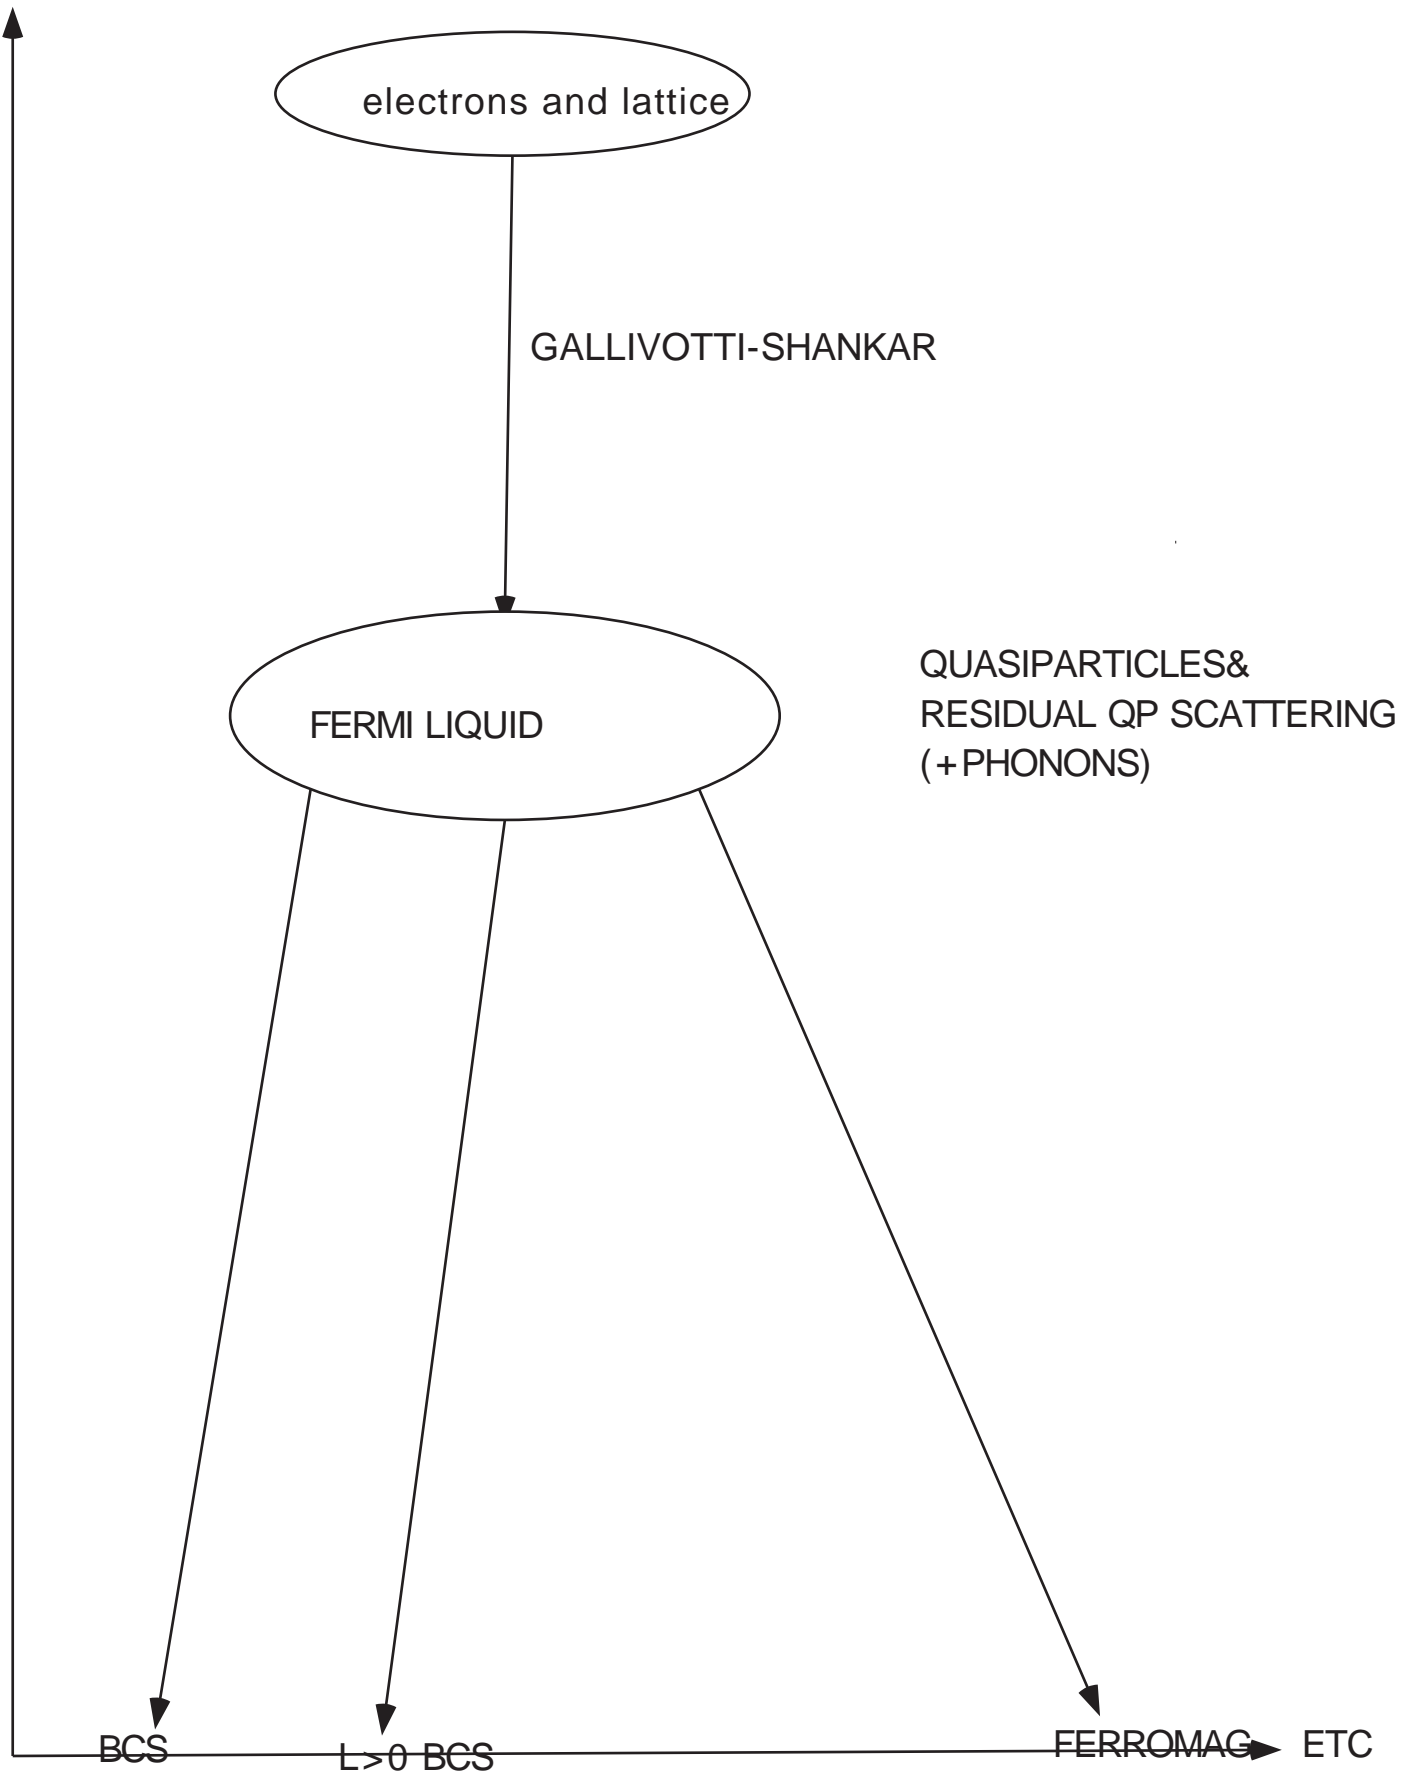 electrons and lattice
GALLIVOTTI-SHANKAR
QUASIPARTICLES&
RESIDUAL QP SCATTERING
(+PHONONS)
FERMI LIQUID
BCS
L>0 BCS
FERROMAG
ETC